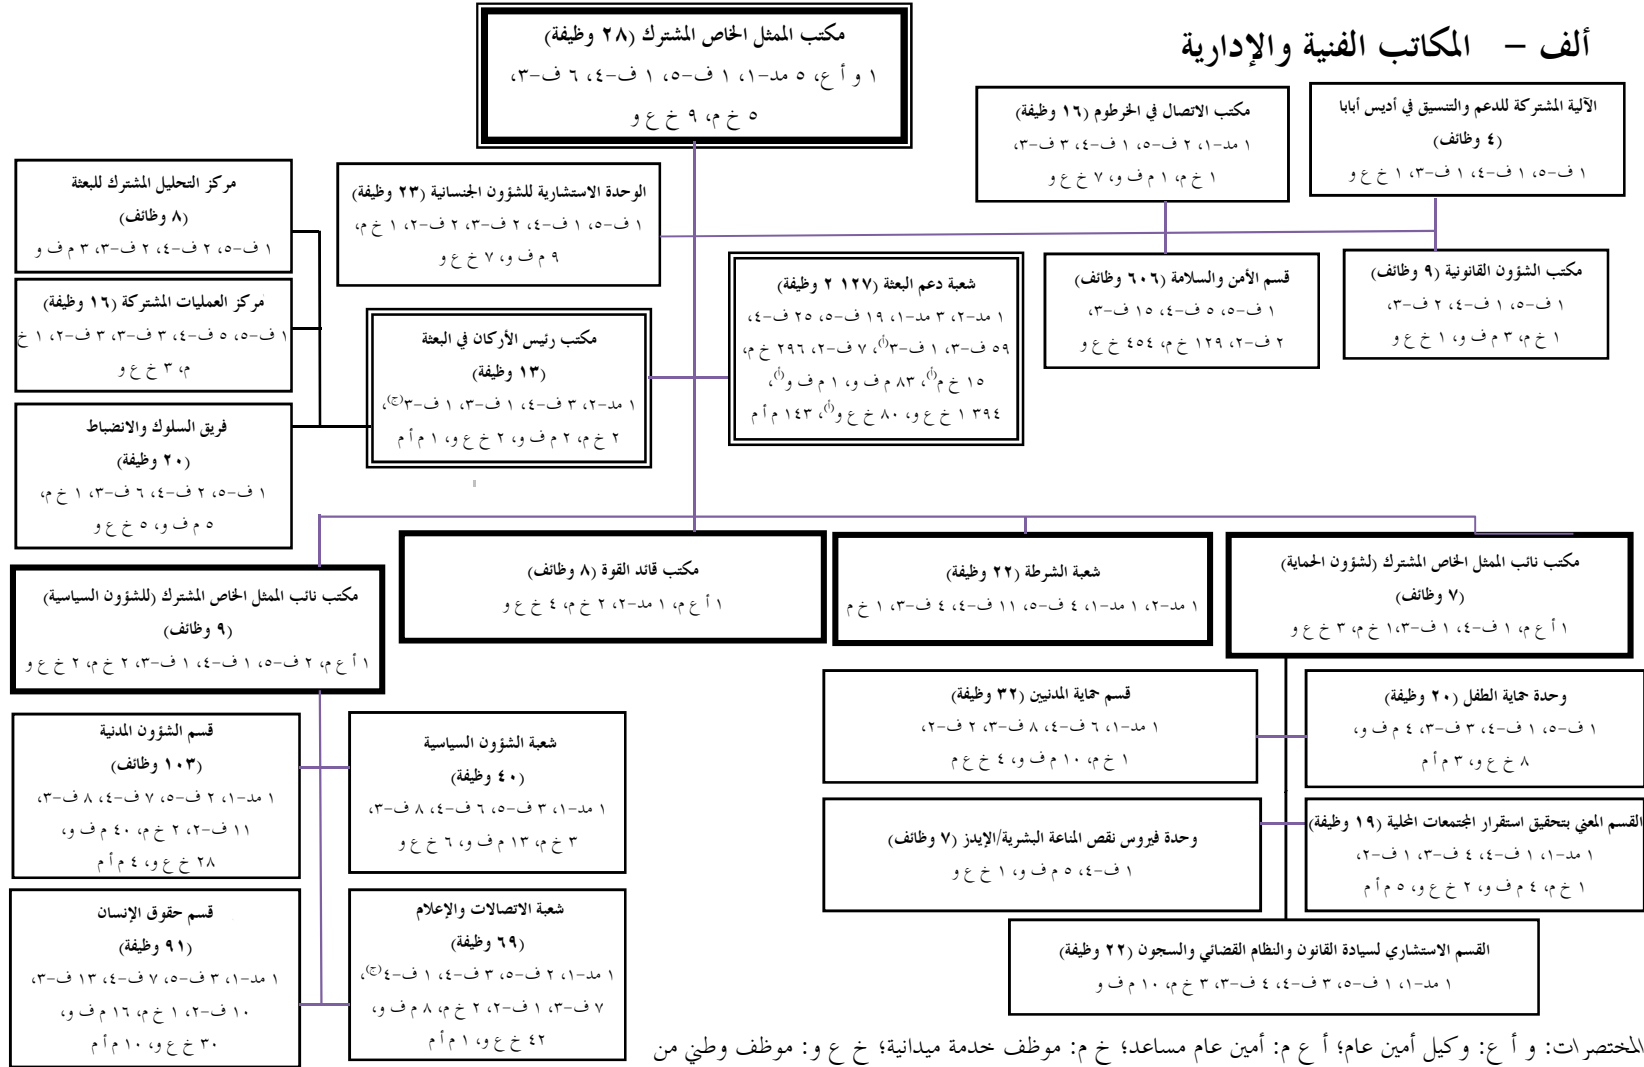 ألف – المكاتب الفنية والإدارية
مكتب الممثل الخاص المشترك (٢٨ وظيفة)
١ و أ ع، ٥ مد-١، ١ ف-٥، ١ ف-٤، ٦ ف-٣،
٥ خ م، ٩ خ ع و
الآلية المشتركة للدعم والتنسيق في أديس أبابا
(٤ وظائف)
١ ف-٥، ١ ف-٤، ١ ف-٣، ١ خ ع و
مكتب الاتصال في الخرطوم (١٦ وظيفة)
١ مد-١، ٢ ف-٥، ١ ف-٤، ٣ ف-٣،
١ خ م، ١ م ف و، ٧ خ ع و
الوحدة الاستشارية للشؤون الجنسانية (٢٣ وظيفة)
١ ف-٥، ١ ف-٤، ٢ ف-٣، ٢ ف-٢، ١ خ م،
٩ م ف و، ٧ خ ع و
مركز التحليل المشترك للبعثة
(٨ وظائف)
١ ف-٥، ٢ ف-٤، ٢ ف-٣، ٣ م ف و
مكتب الشؤون القانونية (٩ وظائف)
١ ف-٥، ١ ف-٤، ٢ ف-٣،
١ خ م، ٣ م ف و، ١ خ ع و
قسم الأمن والسلامة (٦٠٦ وظائف)
١ ف-٥، ٥ ف-٤، ١٥ ف-٣،
٢ ف-٢، ١٢٩ خ م، ٤٥٤ خ ع و
شعبة دعم البعثة (١٢٧ ٢ وظيفة)
١ مد-٢، ٣ مد-١، ١٩ ف-٥، ٢٥ ف-٤،
٥٩ ف-٣، ١ ف-٣(أ)، ٧ ف-٢، ٢٩٦ خ م،
١٥ خ م(أ)، ٨٣ م ف و، ١ م ف و(أ)،
٣٩٤ ١ خ ع و، ٨٠ خ ع و(أ)، ١٤٣ م أ م
مركز العمليات المشتركة (١٦ وظيفة)
١ ف-٥، ٥ ف-٤، ٣ ف-٣، ٣ ف-٢، ١ خ
م، ٣ خ ع و
مكتب رئيس الأركان في البعثة
(١٣ وظيفة)
١ مد-٢، ٣ ف-٤، ١ ف-٣، ١ ف-٣(ج)،
٢ خ م، ٢ م ف و، ٢ خ ع و، ١ م أ م
فريق السلوك والانضباط
(٢٠ وظيفة)
١ ف-٥، ٢ ف-٤، ٦ ف-٣، ١ خ م،
٥ م ف و، ٥ خ ع و
مكتب نائب الممثل الخاص المشترك (لشؤون الحماية)
(٧ وظائف)
١ أ ع م، ١ ف-٤، ١ ف-٣، ١ خ م، ٣ خ ع و
شعبة الشرطة (٢٢ وظيفة)
١ مد-٢، ١ مد-١، ٤ ف-٥، ١١ ف-٤، ٤ ف-٣، ١ خ م
مكتب قائد القوة (٨ وظائف)
١ أ ع م، ١ مد-٢، ٢ خ م، ٤ خ ع و
مكتب نائب الممثل الخاص المشترك (للشؤون السياسية)
(٩ وظائف)
١ أ ع م، ٢ ف-٥، ١ ف-٤، ١ ف-٣، ٢ خ م، ٢ خ ع و
وحدة حماية الطفل (٢٠ وظيفة)
١ ف-٥، ١ ف-٤، ٣ ف-٣، ٤ م ف و،
٨ خ ع و، ٣ م أ م
قسم حماية المدنيين (٣٢ وظيفة)
١ مد-١، ٦ ف-٤، ٨ ف-٣، ٢ ف-٢،
١ خ م، ١٠ م ف و، ٤ خ ع م
شعبة الشؤون السياسية
(٤٠ وظيفة)
١ مد-١، ٣ ف-٥، ٦ ف-٤، ٨ ف-٣،
٣ خ م، ١٣ م ف و، ٦ خ ع و
قسم الشؤون المدنية
(١٠٣ وظائف)
١ مد-١، ٢ ف-٥، ٧ ف-٤، ٨ ف-٣،
١١ ف-٢، ٢ خ م، ٤٠ م ف و،
٢٨ خ ع و، ٤ م أ م
القسم المعني بتحقيق استقرار المجتمعات المحلية (١٩ وظيفة)
١ مد-١، ١ ف-٤، ٤ ف-٣، ١ ف-٢،
١ خ م، ٤ م ف و، ٢ خ ع و، ٥ م أ م
وحدة فيروس نقص المناعة البشرية/الإيدز (٧ وظائف)
١ ف-٤، ٥ م ف و، ١ خ ع و
شعبة الاتصالات والإعلام
(٦٩ وظيفة)
١ مد-١، ٢ ف-٥، ٣ ف-٤، ١ ف-٤(ج)،
٧ ف-٣، ١ ف-٢، ٢ خ م، ٨ م ف و،
٤٢ خ ع و، ١ م أ م
قسم حقوق الإنسان
(٩١ وظيفة)
١ مد-١، ٣ ف-٥، ٧ ف-٤، ١٣ ف-٣،
١٠ ف-٢، ١ خ م، ١٦ م ف و،
٣٠ خ ع و، ١٠ م أ م
القسم الاستشاري لسيادة القانون والنظام القضائي والسجون (٢٢ وظيفة)
١ مد-١، ١ ف-٥، ٣ ف-٤، ٤ ف-٣، ٣ خ م، ١٠ م ف و
المختصرات: و أ ع: وكيل أمين عام؛ أ ع م: أمين عام مساعد؛ خ م: موظف خدمة ميدانية؛ خ ع و: موظف وطني من